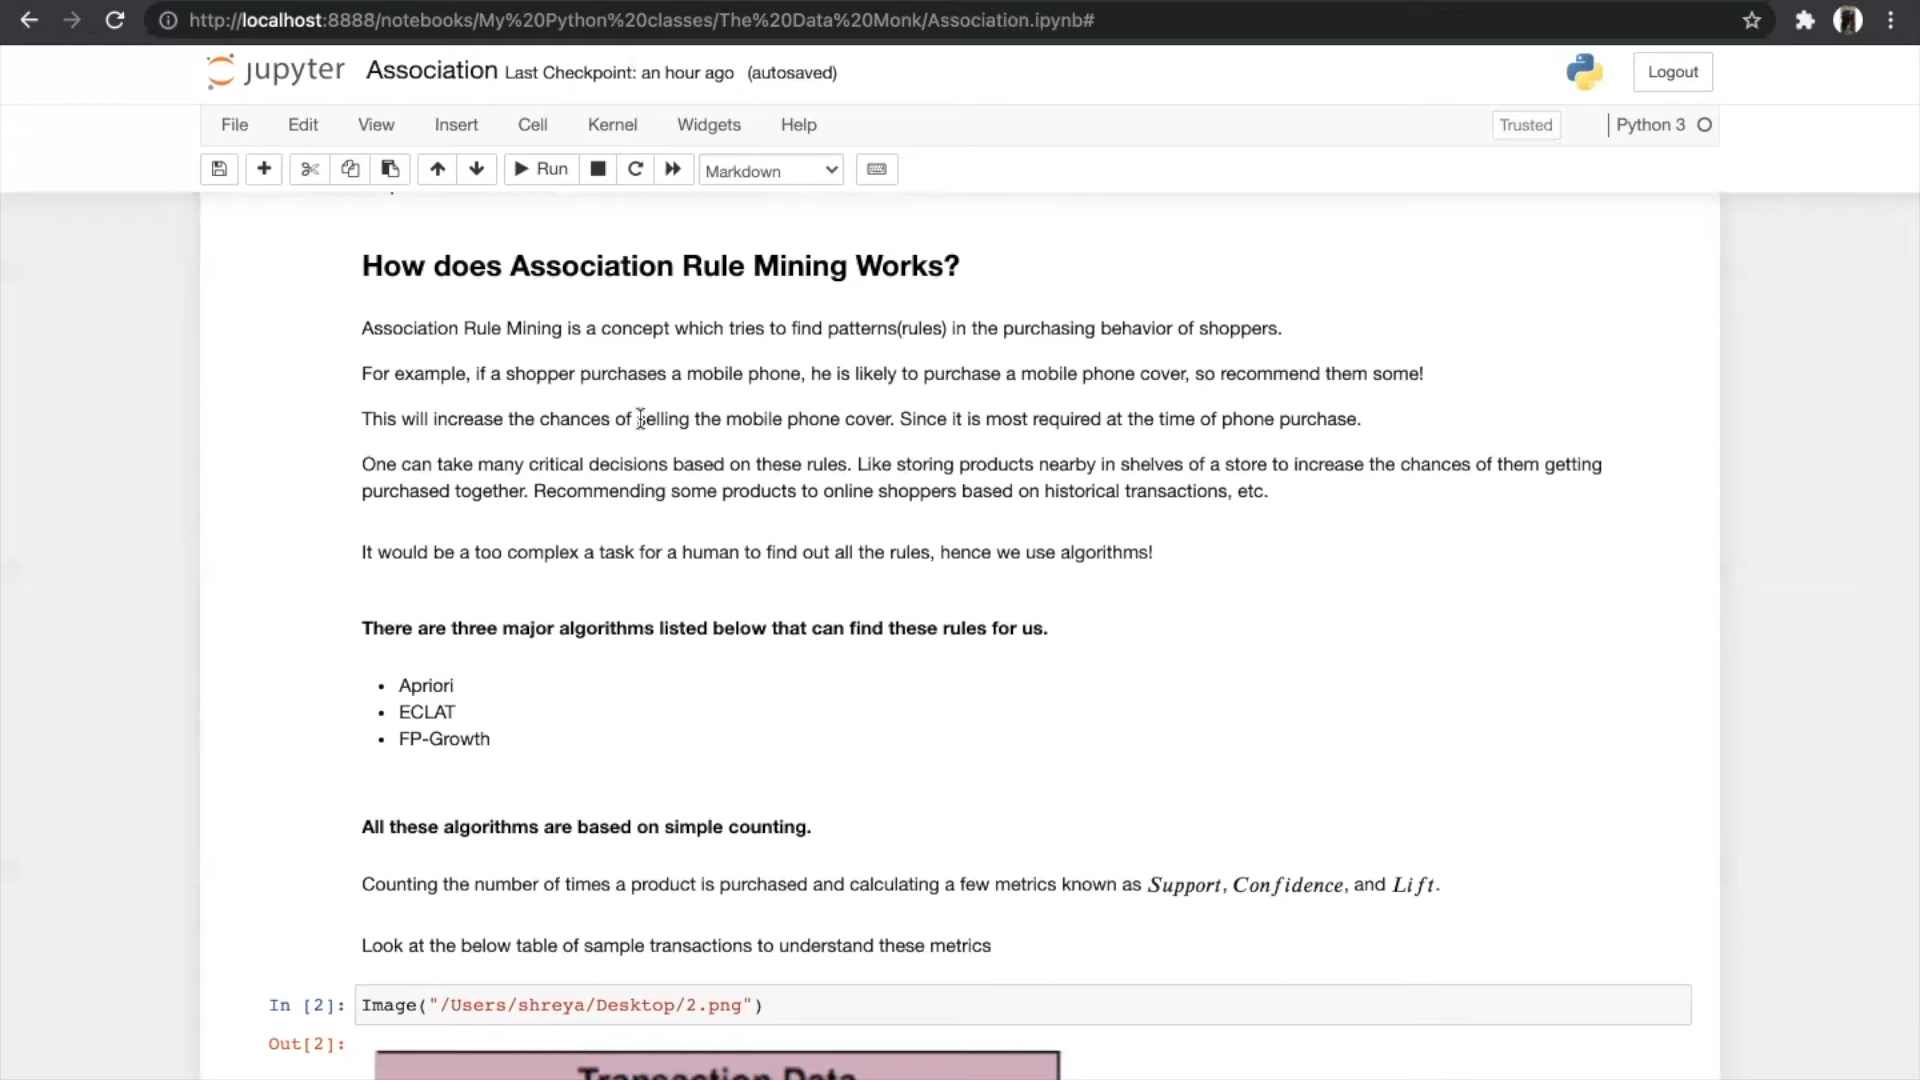 http://localhost:8888/notebooks/My%20Python%20classes/The%20Data%20Monk/Association.ipynb#
jupyter Association Last Checkpoint: an hour ago (autosaved) Logout
File Edit View Insert Cell Kernel Widgets Help Trusted Python 3
Run Markdown
How does Association Rule Mining Works?
Association Rule Mining is a concept which tries to find patterns(rules) in the purchasing behavior of shoppers.
For example, if a shopper purchases a mobile phone, he is likely to purchase a mobile phone cover, so recommend them some!
This will increase the chances of selling the mobile phone cover. Since it is most required at the time of phone purchase.
One can take many critical decisions based on these rules. Like storing products nearby in shelves of a store to increase the chances of them getting
purchased together. Recommending some products to online shoppers based on historical transactions, etc.
It would be a too complex a task for a human to find out all the rules, hence we use algorithms!
There are three major algorithms listed below that can find these rules for us.
• Apriori
• ECLAT
• FP-Growth
All these algorithms are based on simple counting.
Counting the number of times a product is purchased and calculating a few metrics known as Support, Confidence, and Lift.
Look at the below table of sample transactions to understand these metrics
In [2]: Image("/Users/shreya/Desktop/2.png")
Out[2]:
Transaction Data